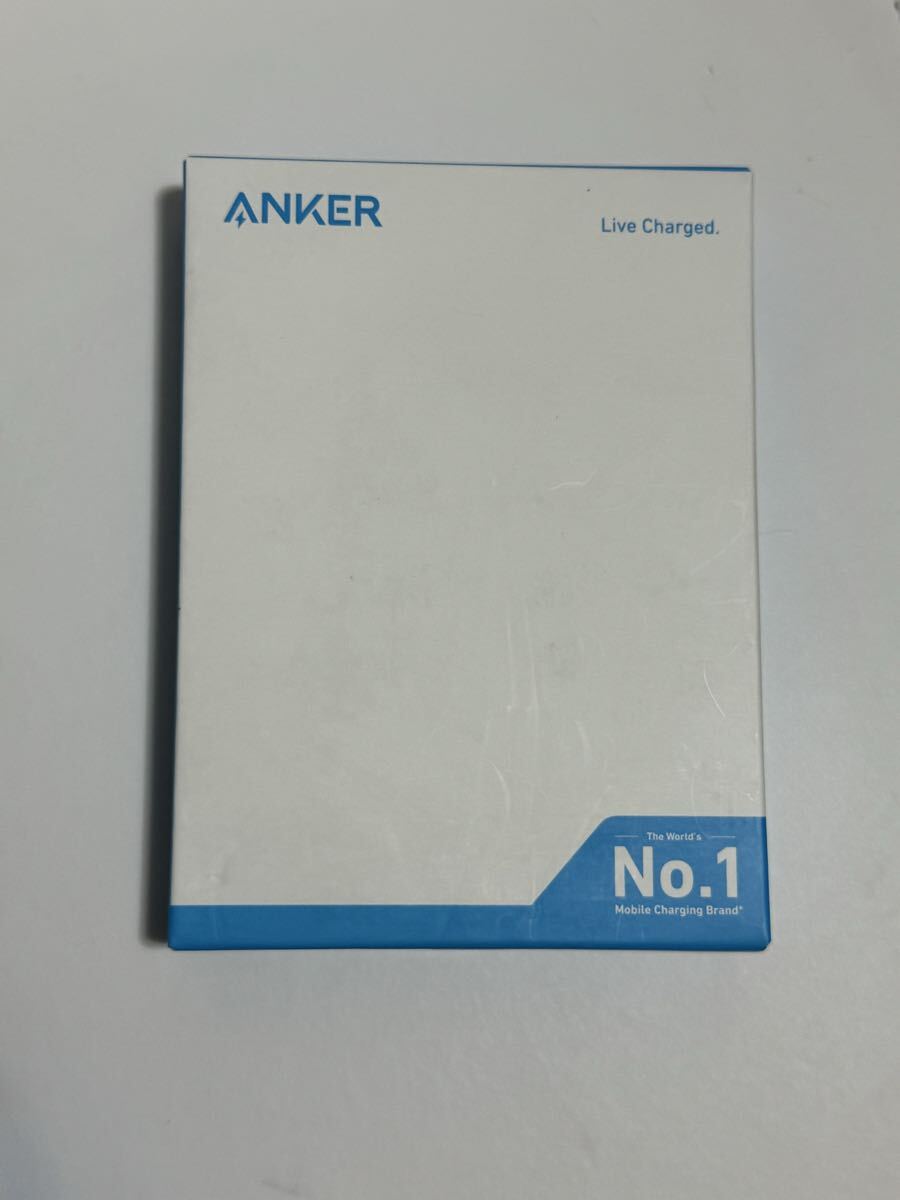 ANKER
Live Charged.
The World's
No.1
Mobile Charging Brand*